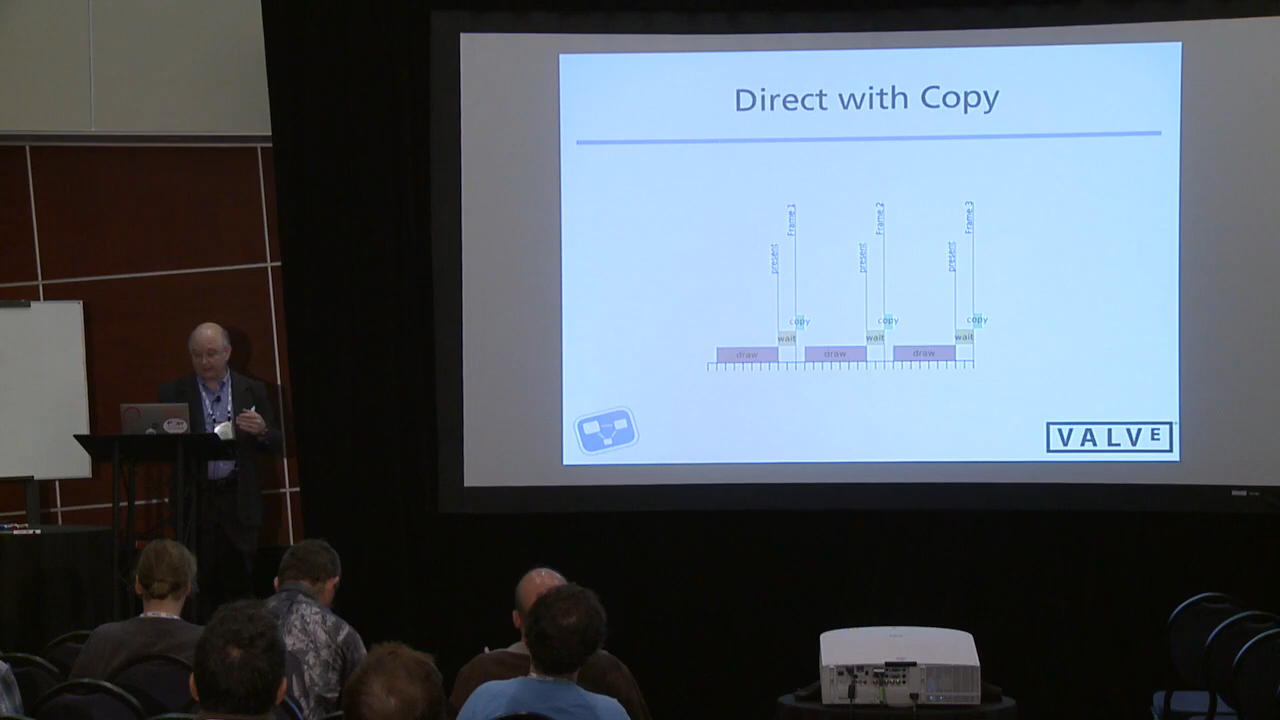 Direct with Copy
Frame 1
Frame 2
Frame 3
present
present
present
copy
copy
copy
wait
wait
wait
draw
draw
draw
VALVE